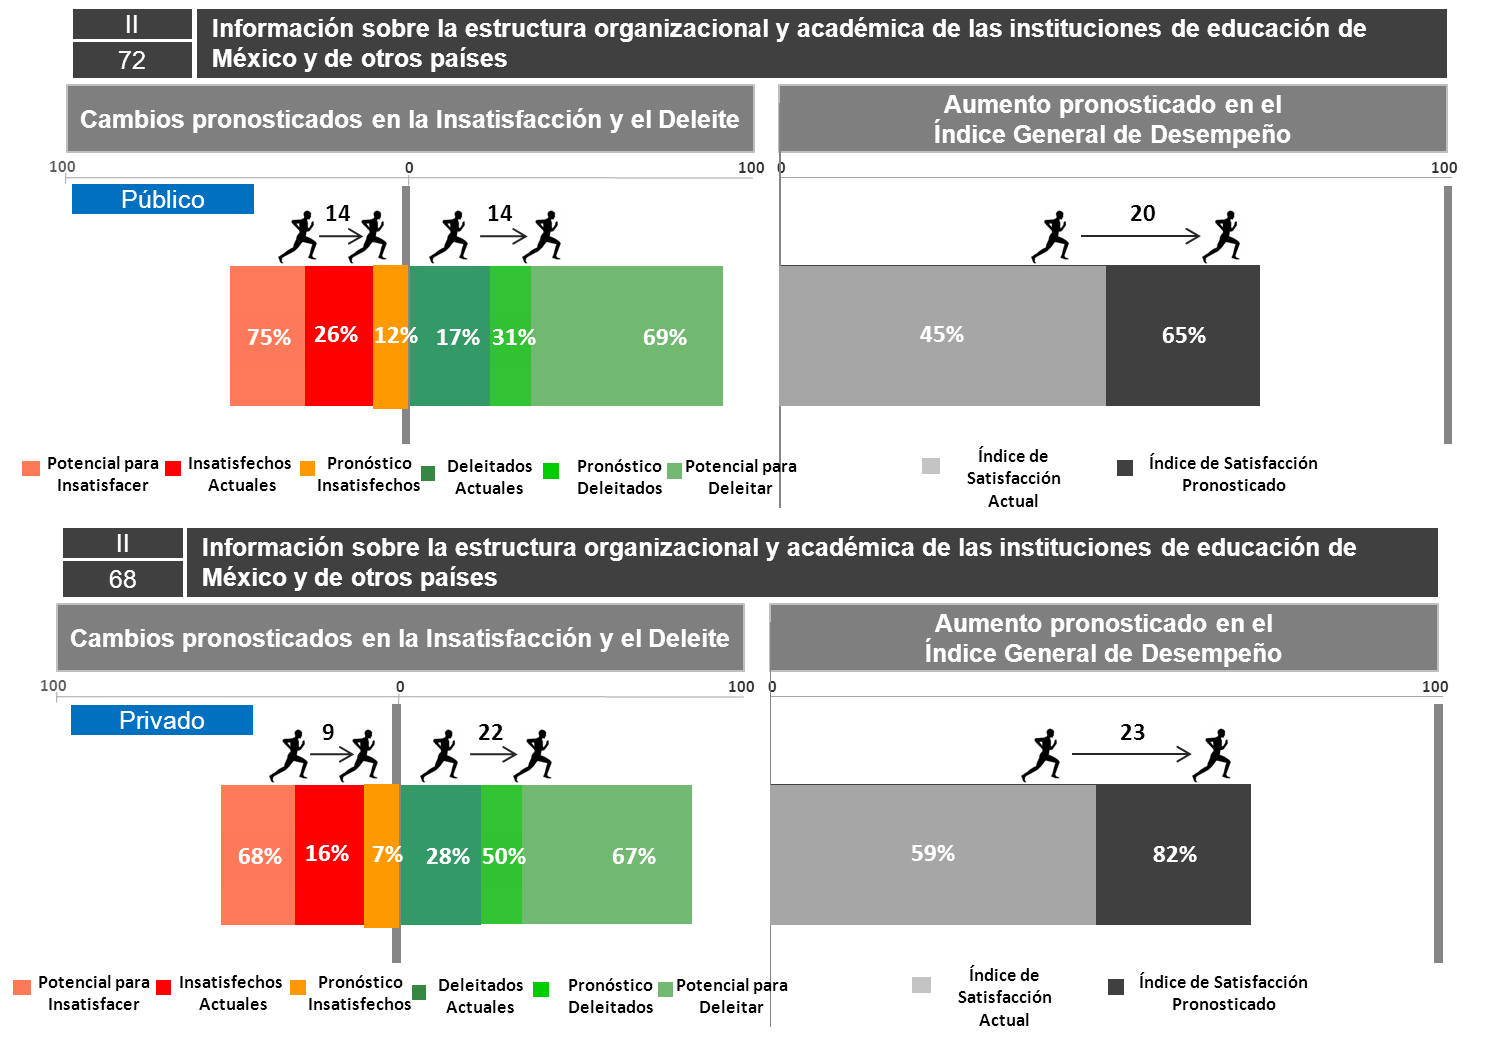 II
72
Información sobre la estructura organizacional y académica de las instituciones de educación de
México y de otros países
Cambios pronosticados en la Insatisfacción y el Deleite
Aumento pronosticado en el
Índice General de Desempeño
100 0 100 0 100
Público
14 14 20
75% 26% 12% 17% 31% 69% 45% 65%
Potencial para
Insatisfacer
Insatisfechos
Actuales
Pronóstico
Insatisfechos
Deleitados
Actuales
Pronóstico
Deleitados
Potencial para
Deleitar
Índice de
Satisfacción
Actual
Índice de Satisfacción
Pronosticado
II
68
Información sobre la estructura organizacional y académica de las instituciones de educación de
México y de otros países
Cambios pronosticados en la Insatisfacción y el Deleite
Aumento pronosticado en el
Índice General de Desempeño
100 0 100 0 100
Privado
9 22 23
68% 16% 7% 28% 50% 67% 59% 82%
Potencial para
Insatisfacer
Insatisfechos
Actuales
Pronóstico
Insatisfechos
Deleitados
Actuales
Pronóstico
Deleitados
Potencial para
Deleitar
Índice de
Satisfacción
Actual
Índice de Satisfacción
Pronosticado